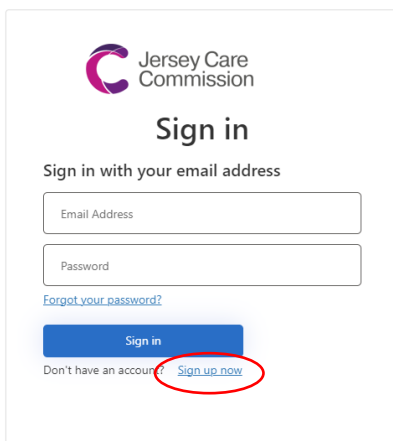 Jersey Care
Commission
Sign in
Sign in with your email address
Email Address
Password
Forgot your password?
Sign in
Don't have an account? Sign up now